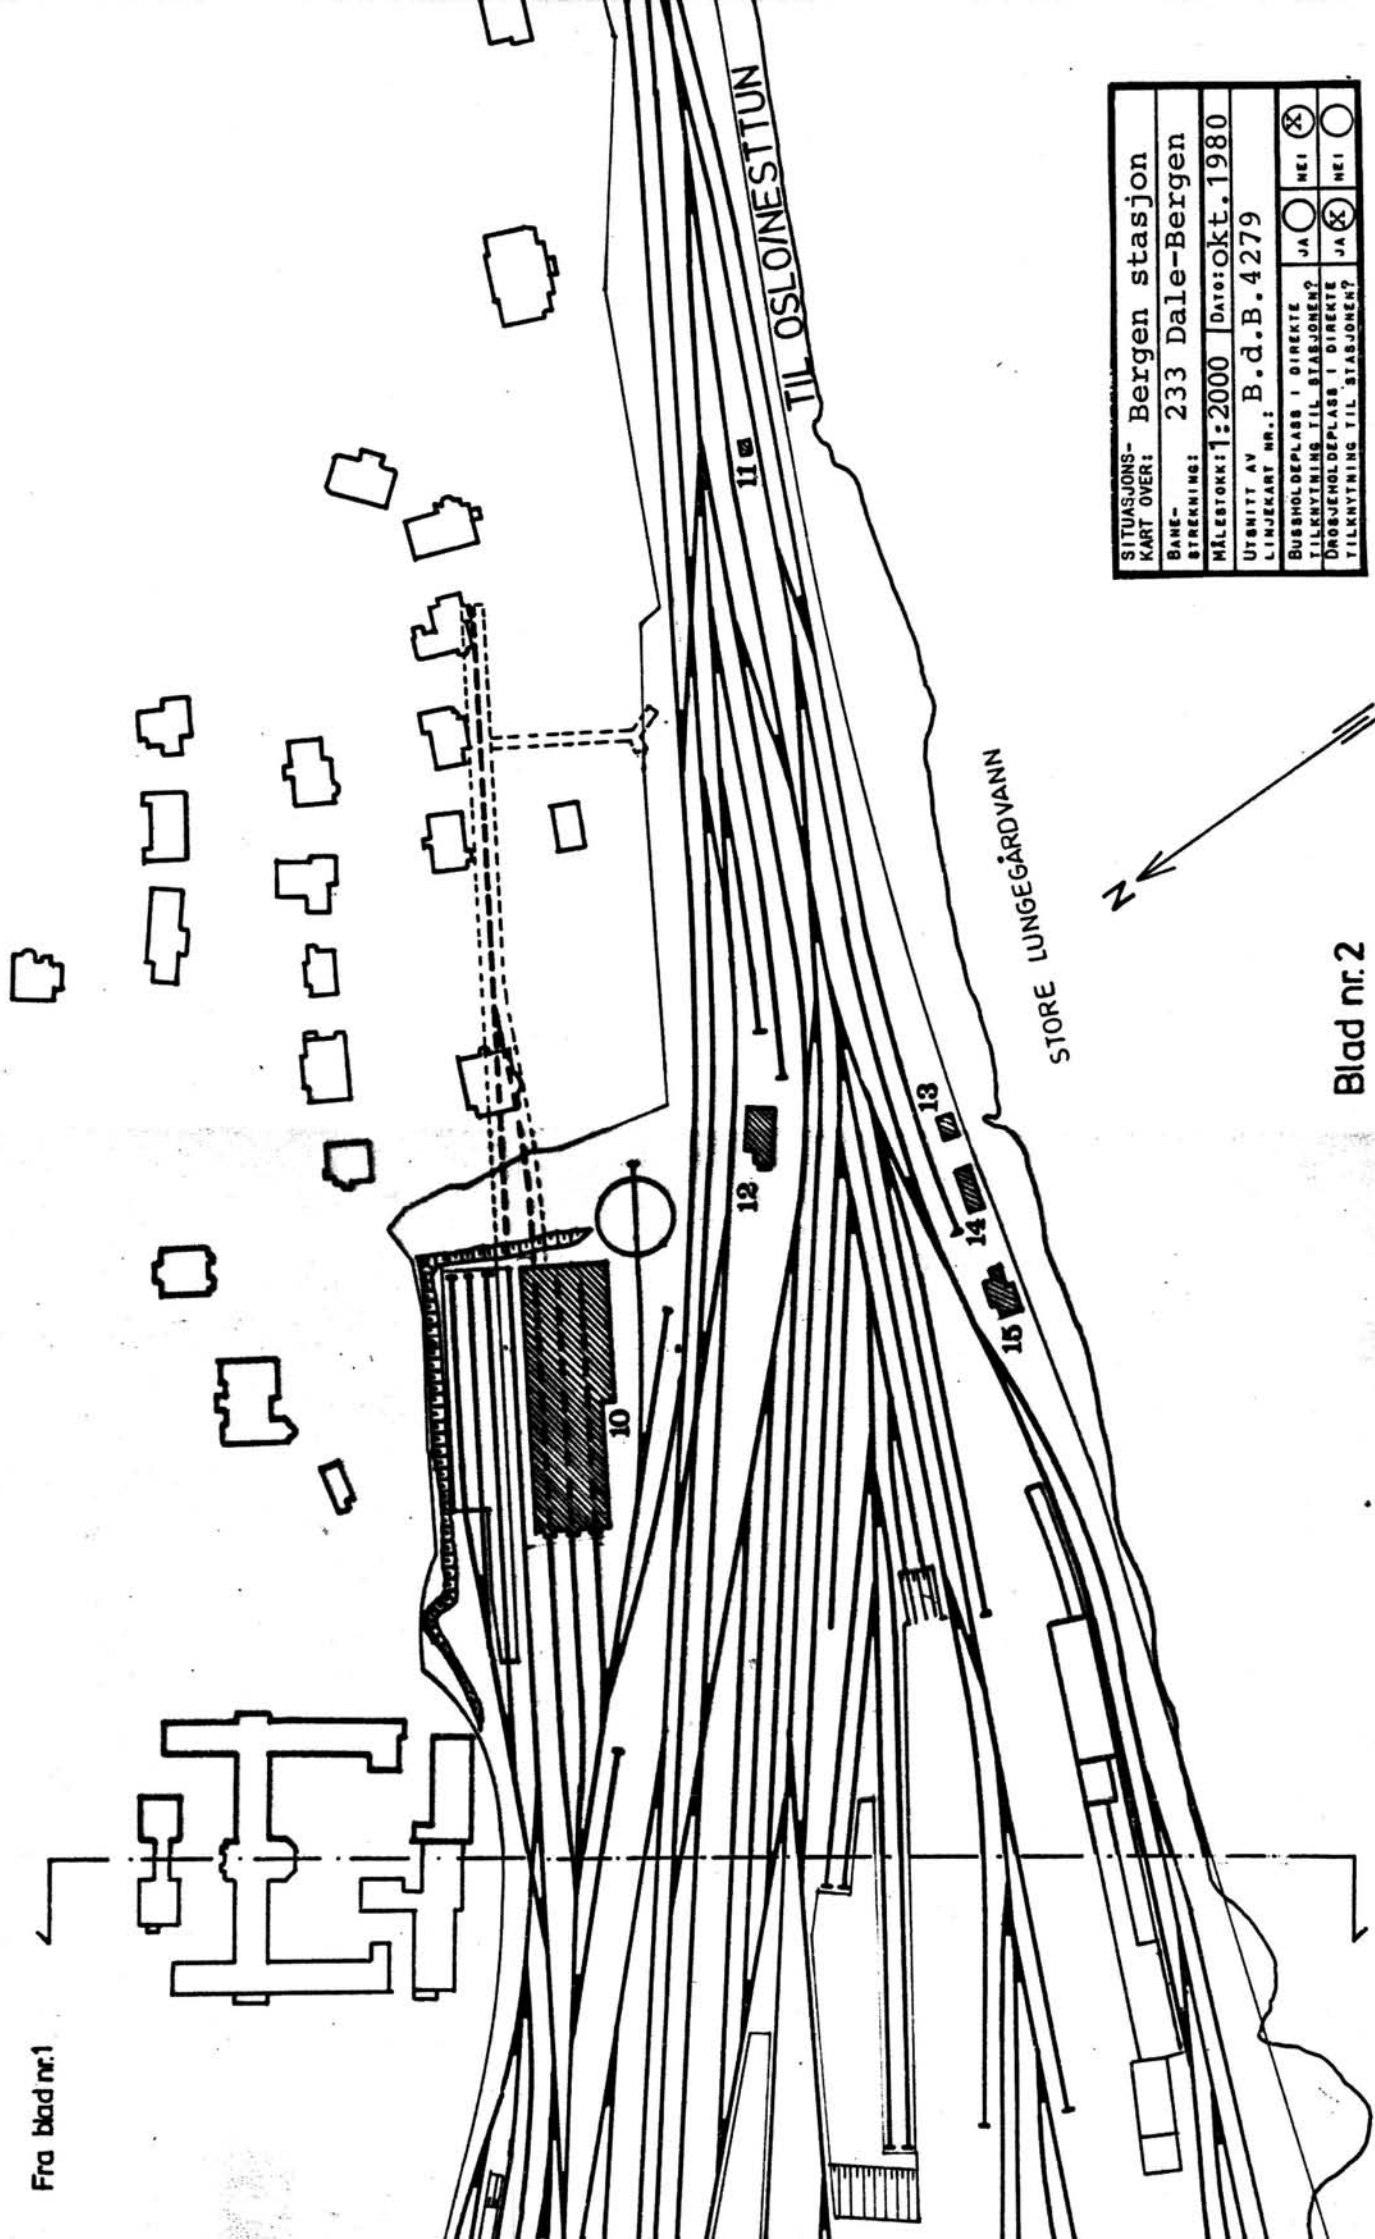 Fra blad nr.1
TIL OSLO/NESTTUN
STORE LUNGEGÅRDVANN
N
10
11
12
13
14
15
SITUASJONS-
KART OVER: Bergen stasjon
BANE-
STREKNING: 233 Dale-Bergen
MÅLESTOKK: 1:2000 DATO: okt.1980
UTSNITT AV
LINJEKART NR.: B.d.B.4279
BUSSHOLDEPLASS I DIREKTE
TILKNYTNING TIL STASJONEN? JA NEI X
DROSJEHOLDEPLASS I DIREKTE
TILKNYTNING TIL STASJONEN? JA X NEI
Blad nr.2